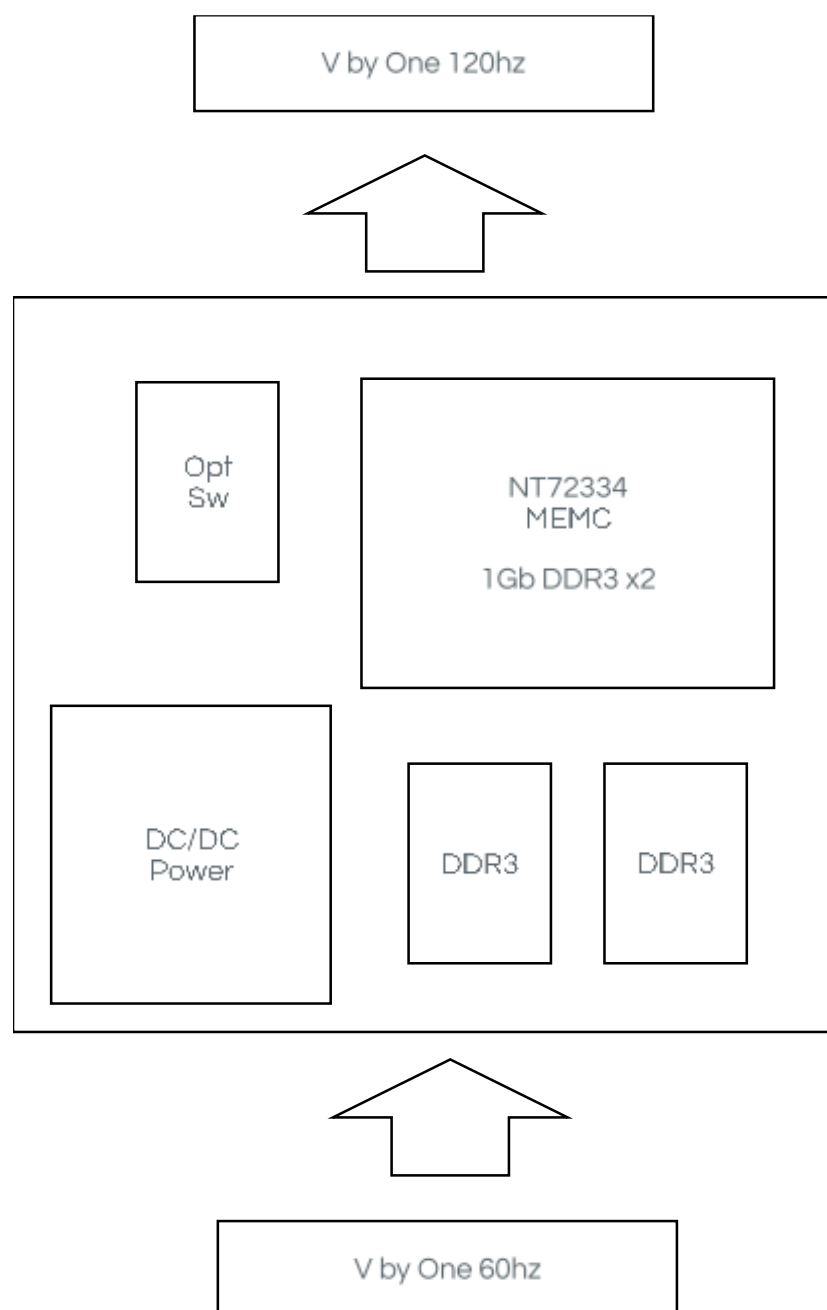 V by One 120hz
Opt
Sw
NT72334
MEMC
1Gb DDR3 x2
DC/DC
Power
DDR3
DDR3
V by One 60hz